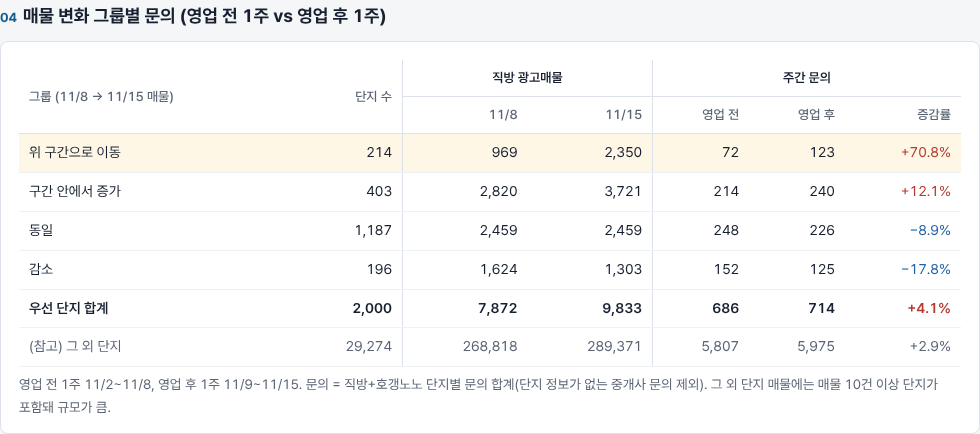 04 매물 변화 그룹별 문의 (영업 전 1주 vs 영업 후 1주)
직방 광고매물 주간 문의
그룹 (11/8 → 11/15 매물) 단지 수
11/8 11/15 영업 전 영업 후 증감률
위 구간으로 이동 214 969 2,350 72 123 +70.8%
구간 안에서 증가 403 2,820 3,721 214 240 +12.1%
동일 1,187 2,459 2,459 248 226 −8.9%
감소 196 1,624 1,303 152 125 −17.8%
우선 단지 합계 2,000 7,872 9,833 686 714 +4.1%
(참고) 그 외 단지 29,274 268,818 289,371 5,807 5,975 +2.9%
영업 전 1주 11/2~11/8, 영업 후 1주 11/9~11/15. 문의 = 직방+호갱노노 단지별 문의 합계(단지 정보가 없는 중개사 문의 제외). 그 외 단지 매물에는 매물 10건 이상 단지가
포함돼 규모가 큼.